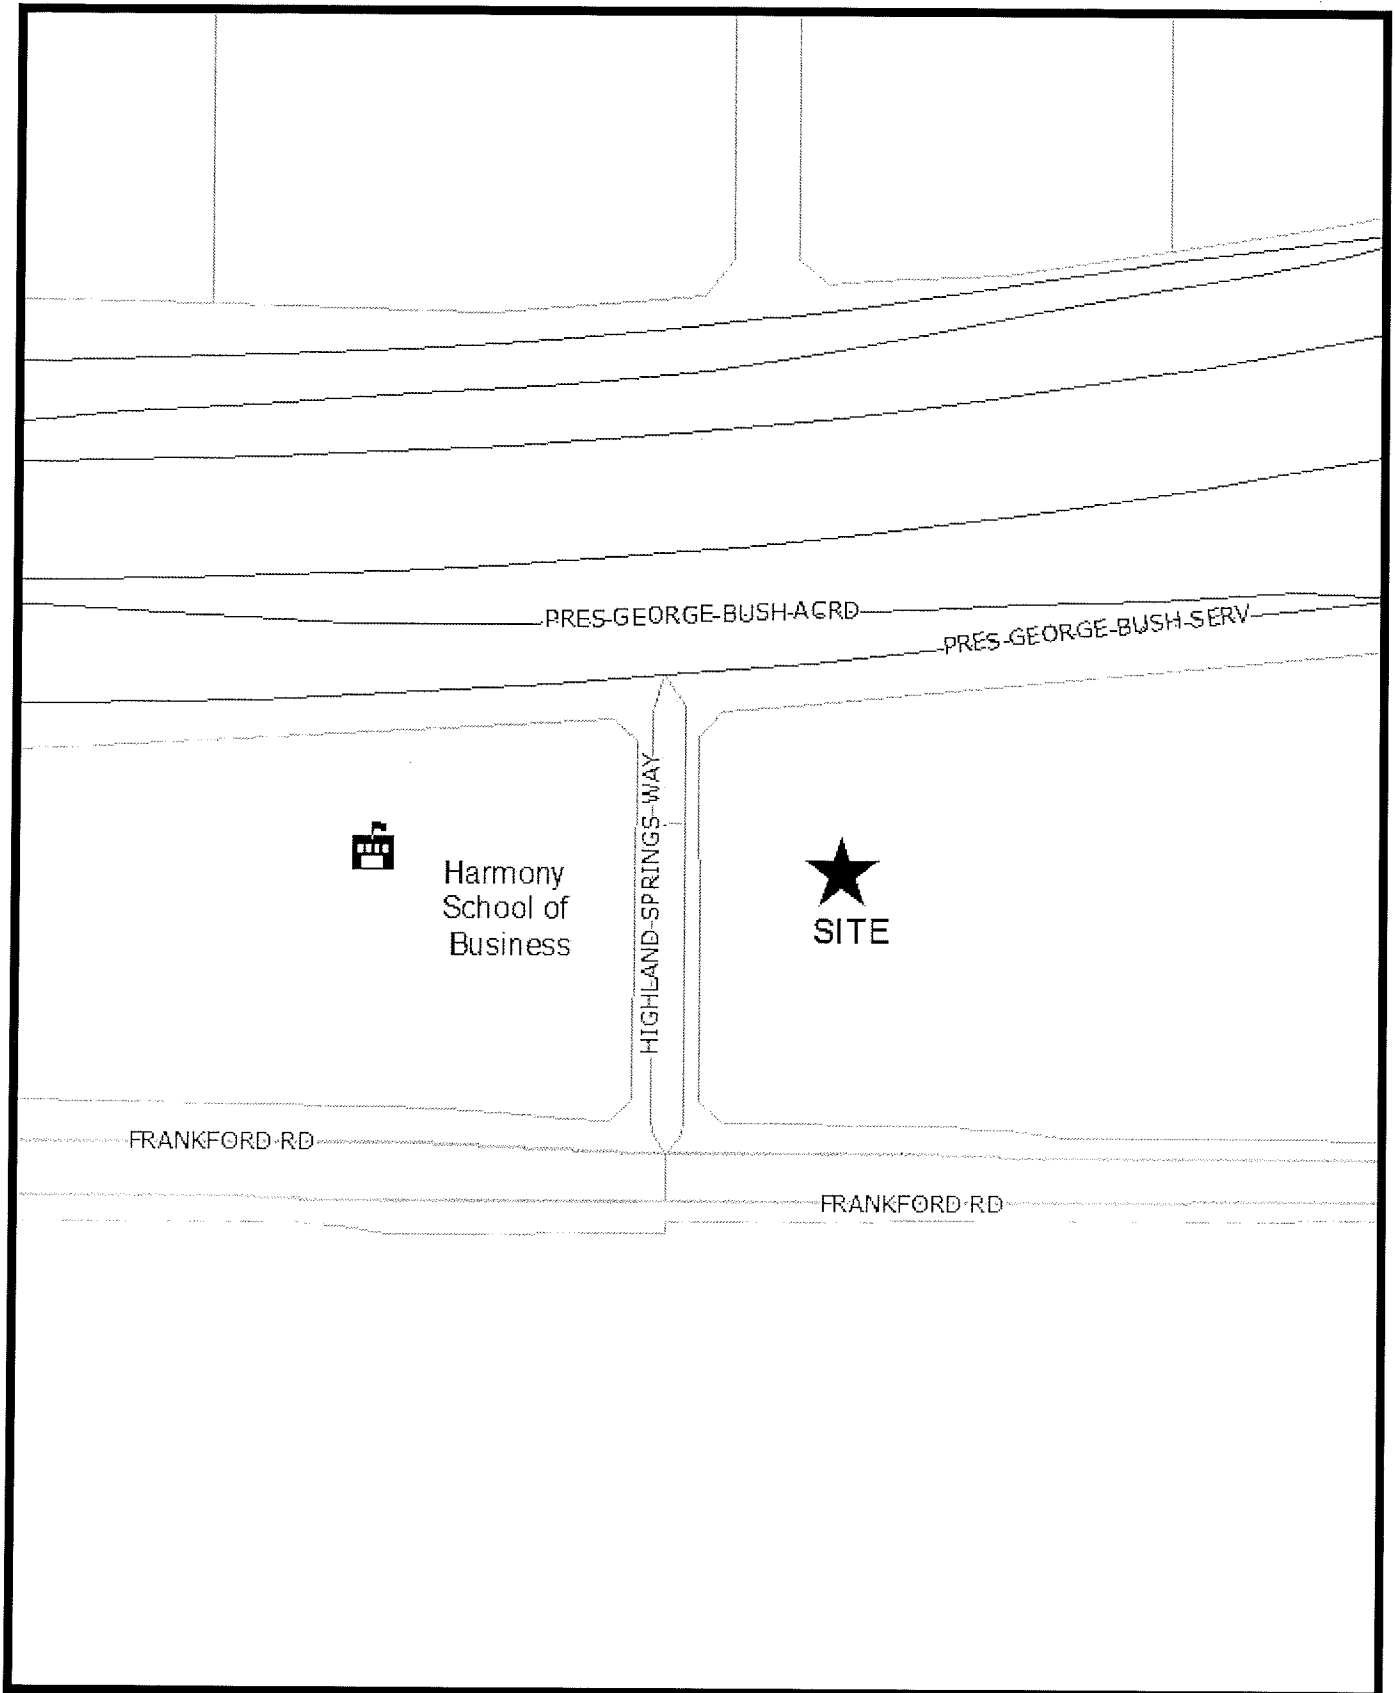 PRES-GEORGE-BUSH-ACRD
PRES-GEORGE-BUSH-SERV
HIGHLAND-SPRINGS-WAY
Harmony
School of
Business
SITE
FRANKFORD RD
FRANKFORD RD